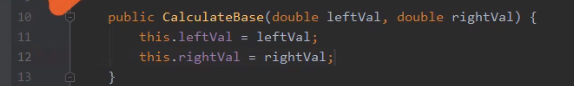 10 public CalculateBase(double leftVal, double rightVal) {
11 this.leftVal = leftVal;
12 this.rightVal = rightVal;
13 }